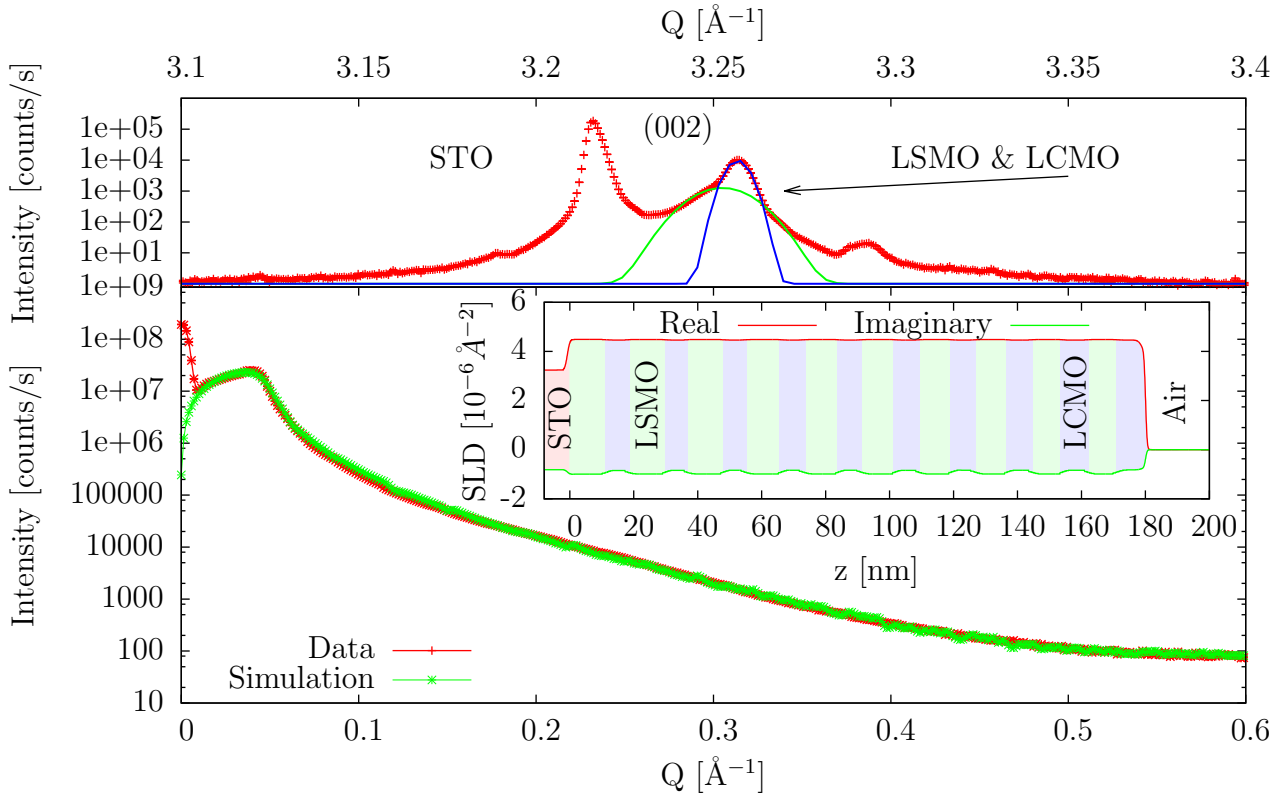 Q [Å⁻¹]
3.1 3.15 3.2 3.25 3.3 3.35 3.4
Intensity [counts/s]
1e+05
1e+04
1e+03
1e+02
1e+01
1e+09
STO
(002)
LSMO & LCMO
Intensity [counts/s]
1e+08
1e+07
1e+06
100000
10000
1000
100
10
SLD [10⁻⁶ Å⁻²]
6
4
2
0
-2
Real
Imaginary
STO
LSMO
LCMO
Air
0 20 40 60 80 100 120 140 160 180 200
z [nm]
Data
Simulation
0 0.1 0.2 0.3 0.4 0.5 0.6
Q [Å⁻¹]